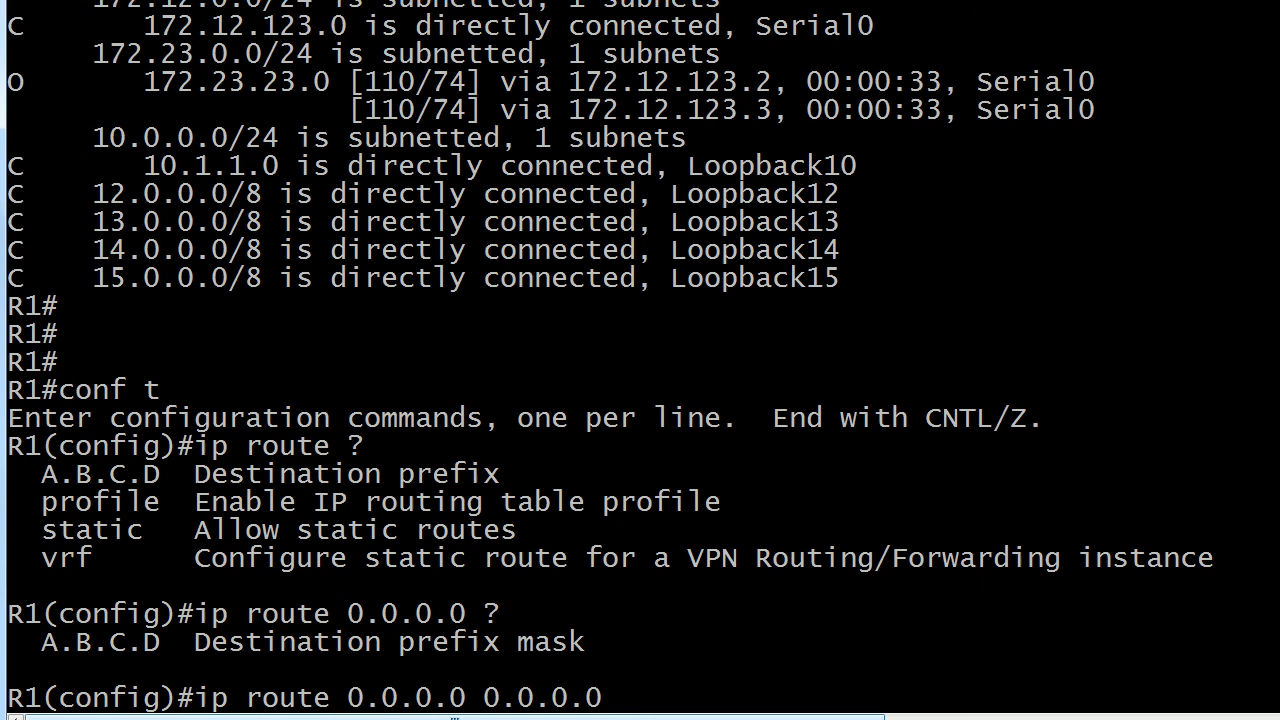 172.12.0.0/24 is subnetted, 1 subnets
C       172.12.123.0 is directly connected, Serial0
     172.23.0.0/24 is subnetted, 1 subnets
O       172.23.23.0 [110/74] via 172.12.123.2, 00:00:33, Serial0
                    [110/74] via 172.12.123.3, 00:00:33, Serial0
     10.0.0.0/24 is subnetted, 1 subnets
C       10.1.1.0 is directly connected, Loopback10
C    12.0.0.0/8 is directly connected, Loopback12
C    13.0.0.0/8 is directly connected, Loopback13
C    14.0.0.0/8 is directly connected, Loopback14
C    15.0.0.0/8 is directly connected, Loopback15
R1#
R1#
R1#
R1#conf t
Enter configuration commands, one per line.  End with CNTL/Z.
R1(config)#ip route ?
  A.B.C.D  Destination prefix
  profile  Enable IP routing table profile
  static   Allow static routes
  vrf      Configure static route for a VPN Routing/Forwarding instance

R1(config)#ip route 0.0.0.0 ?
  A.B.C.D  Destination prefix mask

R1(config)#ip route 0.0.0.0 0.0.0.0